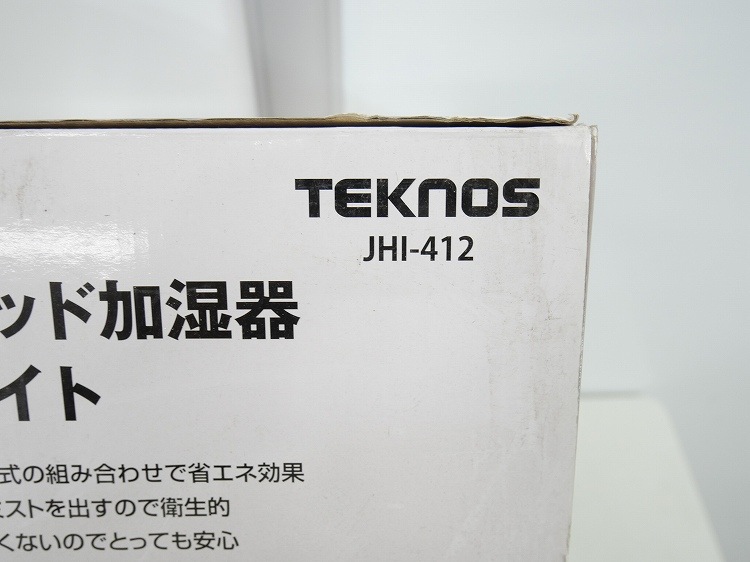 TEKNOS
JHI-412
ッド加湿器
イト
式の組み合わせで省エネ効果
ミストを出すので衛生的
くないのでとっても安心